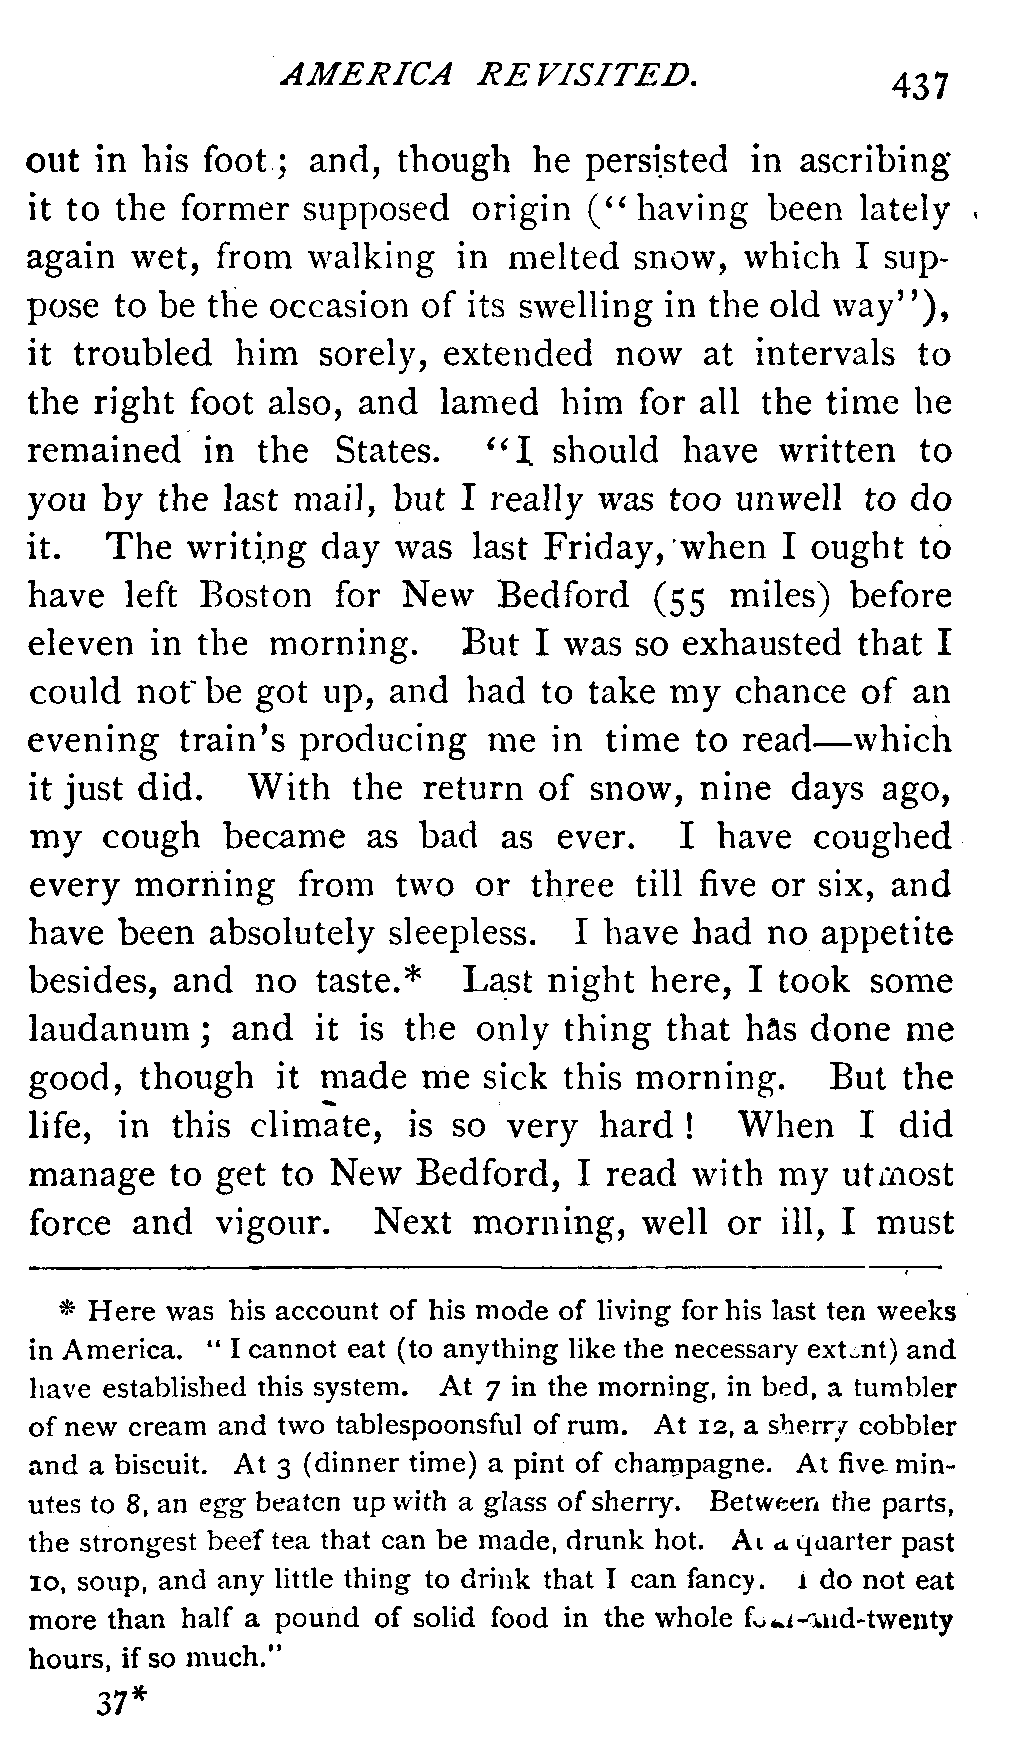 AMERICA REVISITED. 437
out in his foot; and, though he persisted in ascribing
it to the former supposed origin (“having been lately
again wet, from walking in melted snow, which I sup-
pose to be the occasion of its swelling in the old way”),
it troubled him sorely, extended now at intervals to
the right foot also, and lamed him for all the time he
remained in the States. “I should have written to
you by the last mail, but I really was too unwell to do
it. The writing day was last Friday, when I ought to
have left Boston for New Bedford (55 miles) before
eleven in the morning. But I was so exhausted that I
could not be got up, and had to take my chance of an
evening train's producing me in time to read—which
it just did. With the return of snow, nine days ago,
my cough became as bad as ever. I have coughed
every morning from two or three till five or six, and
have been absolutely sleepless. I have had no appetite
besides, and no taste.* Last night here, I took some
laudanum; and it is the only thing that has done me
good, though it made me sick this morning. But the
life, in this climate, is so very hard! When I did
manage to get to New Bedford, I read with my utmost
force and vigour. Next morning, well or ill, I must
* Here was his account of his mode of living for his last ten weeks
in America. “I cannot eat (to anything like the necessary extent) and
have established this system. At 7 in the morning, in bed, a tumbler
of new cream and two tablespoonsful of rum. At 12, a sherry cobbler
and a biscuit. At 3 (dinner time) a pint of champagne. At five min-
utes to 8, an egg beaten up with a glass of sherry. Between the parts,
the strongest beef tea that can be made, drunk hot. At a quarter past
10, soup, and any little thing to drink that I can fancy. I do not eat
more than half a pound of solid food in the whole four-and-twenty
hours, if so much.”
37*